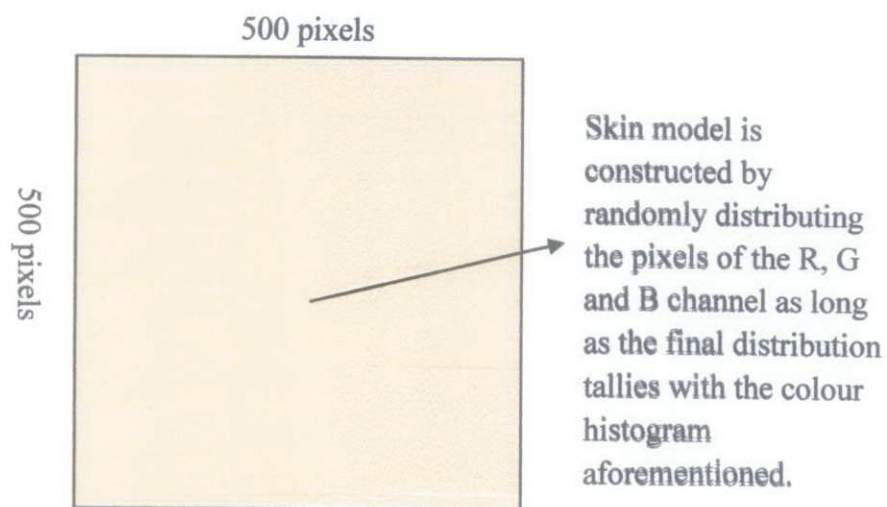 500 pixels
500 pixels
Skin model is
constructed by
randomly distributing
the pixels of the R, G
and B channel as long
as the final distribution
tallies with the colour
histogram
aforementioned.